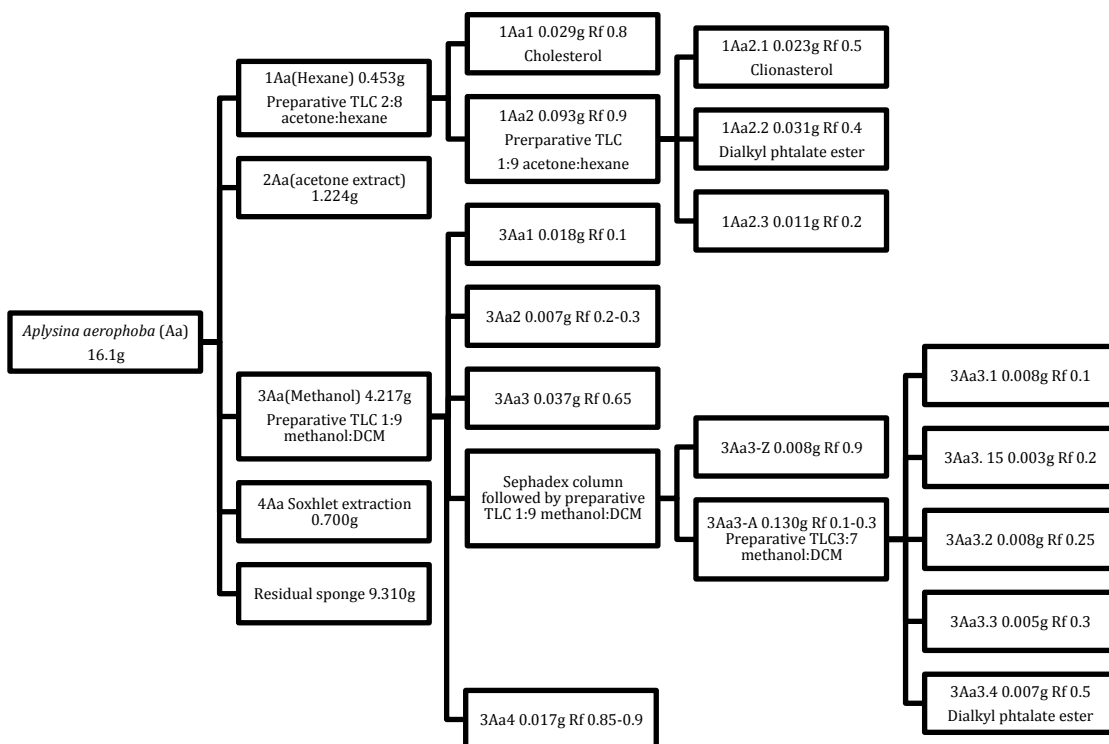 Aplysina aerophoba (Aa)
16.1g
1Aa(Hexane) 0.453g
Preparative TLC 2:8
acetone:hexane
2Aa(acetone extract)
1.224g
3Aa(Methanol) 4.217g
Preparative TLC 1:9
methanol:DCM
4Aa Soxhlet extraction
0.700g
Residual sponge 9.310g
1Aa1 0.029g Rf 0.8
Cholesterol
1Aa2 0.093g Rf 0.9
Prerparative TLC
1:9 acetone:hexane
3Aa1 0.018g Rf 0.1
3Aa2 0.007g Rf 0.2-0.3
3Aa3 0.037g Rf 0.65
Sephadex column
followed by preparative
TLC 1:9 methanol:DCM
3Aa4 0.017g Rf 0.85-0.9
1Aa2.1 0.023g Rf 0.5
Clionasterol
1Aa2.2 0.031g Rf 0.4
Dialkyl phtalate ester
1Aa2.3 0.011g Rf 0.2
3Aa3-Z 0.008g Rf 0.9
3Aa3-A 0.130g Rf 0.1-0.3
Preparative TLC3:7
methanol:DCM
3Aa3.1 0.008g Rf 0.1
3Aa3. 15 0.003g Rf 0.2
3Aa3.2 0.008g Rf 0.25
3Aa3.3 0.005g Rf 0.3
3Aa3.4 0.007g Rf 0.5
Dialkyl phtalate ester